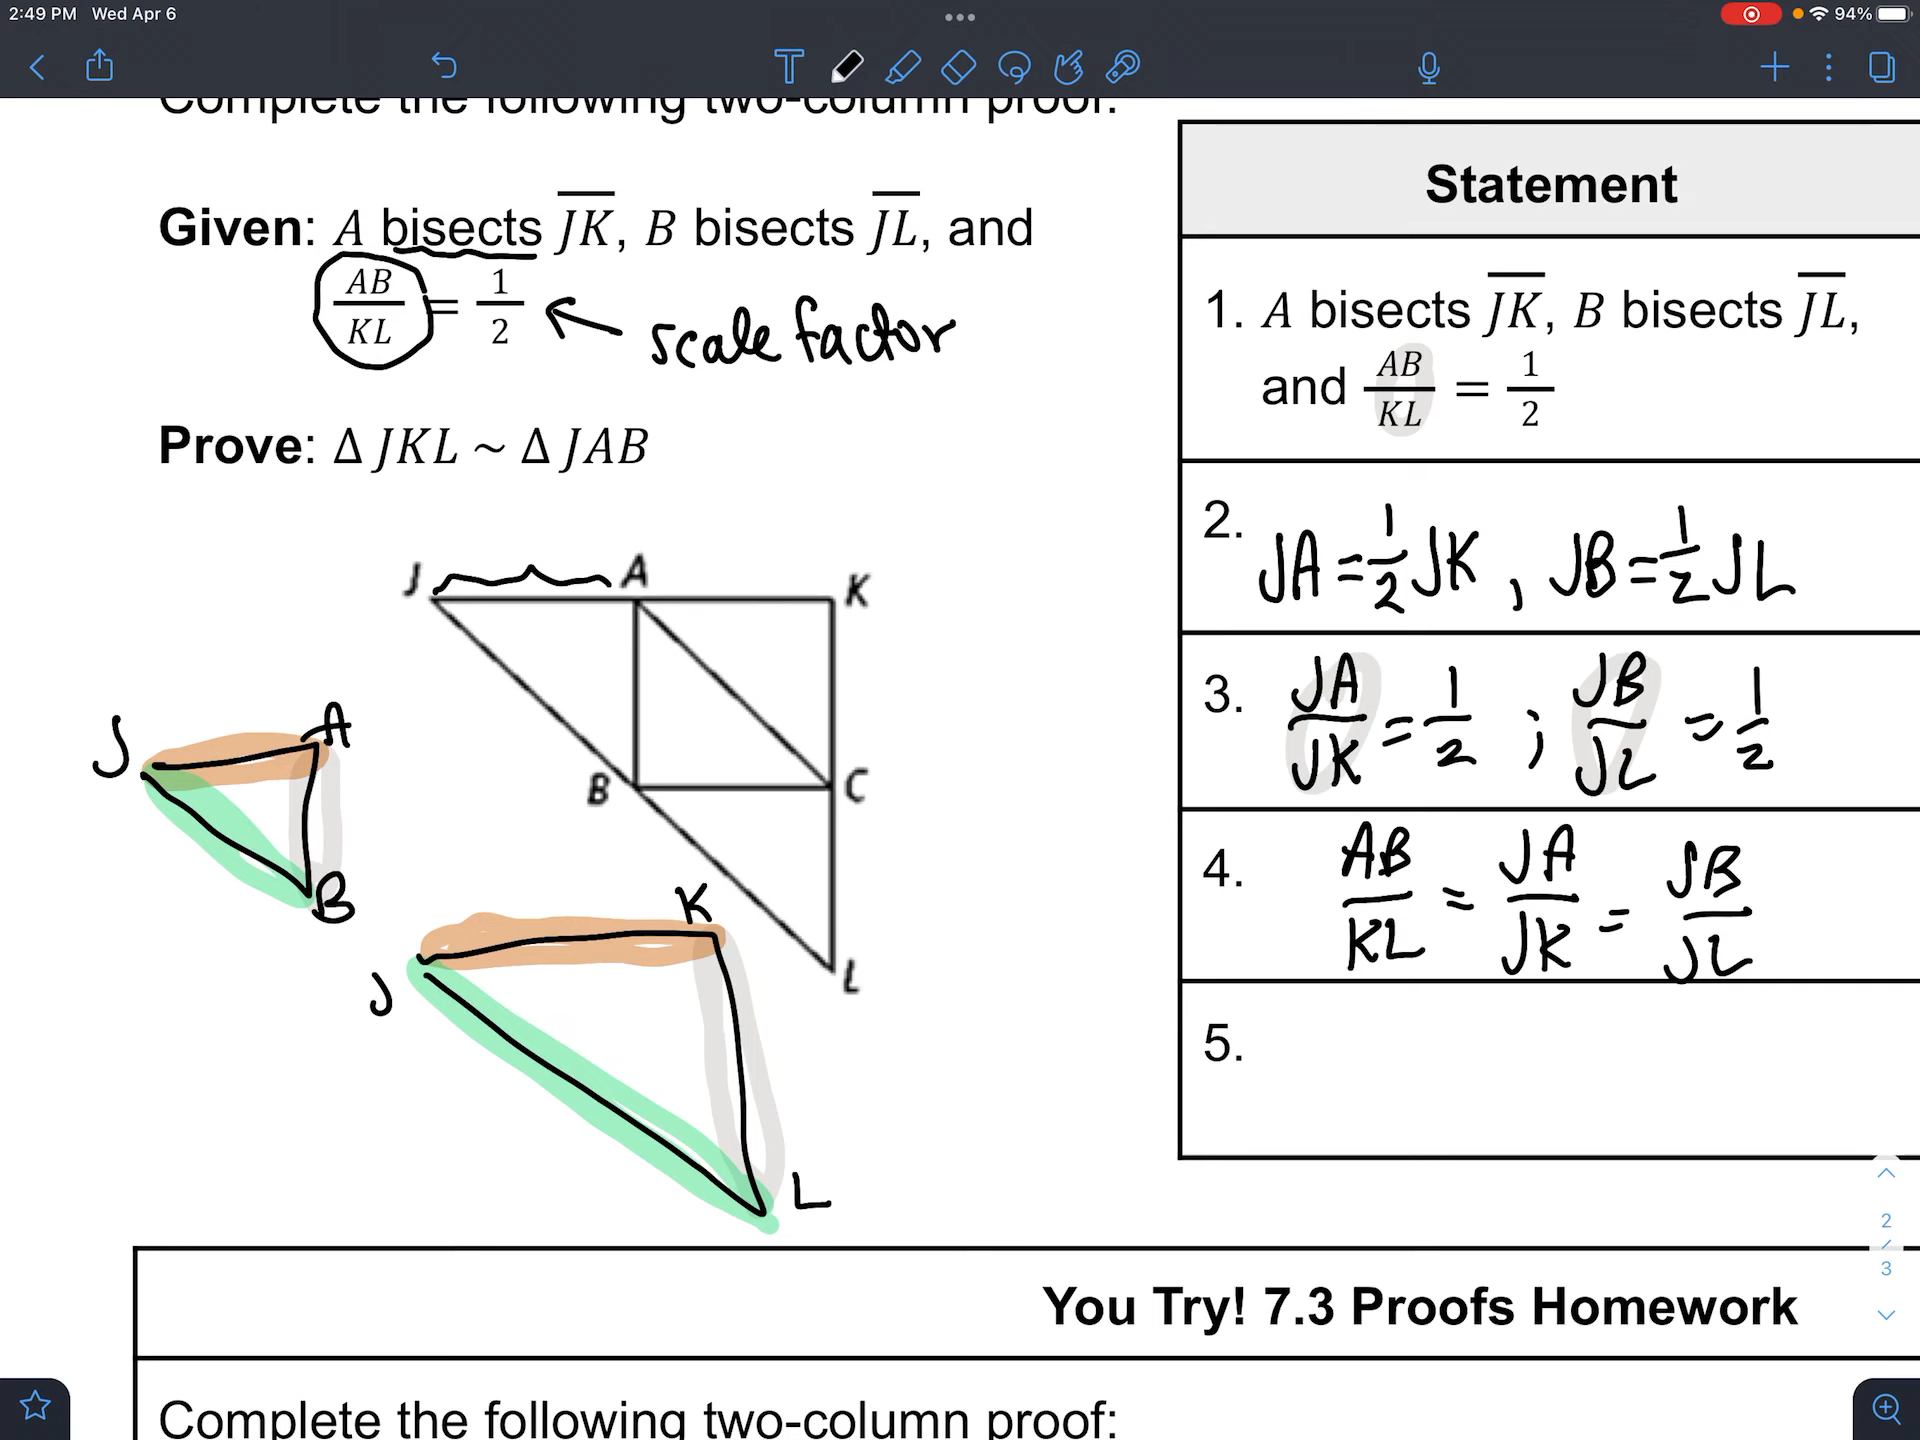 2:49 PM Wed Apr 6
94%
Complete the following two-column proof:
Given: A bisects JK, B bisects JL, and
AB/KL = 1/2 ← scale factor
Prove: Δ JKL ~ Δ JAB
J A K
B C
L
J A
B
K
J
L
Statement
1. A bisects JK, B bisects JL,
and AB/KL = 1/2
2. JA = 1/2 JK , JB = 1/2 JL
3. JA/JK = 1/2 ; JB/JL = 1/2
4. AB/KL = JA/JK = JB/JL
5.
2/3
You Try! 7.3 Proofs Homework
Complete the following two-column proof: